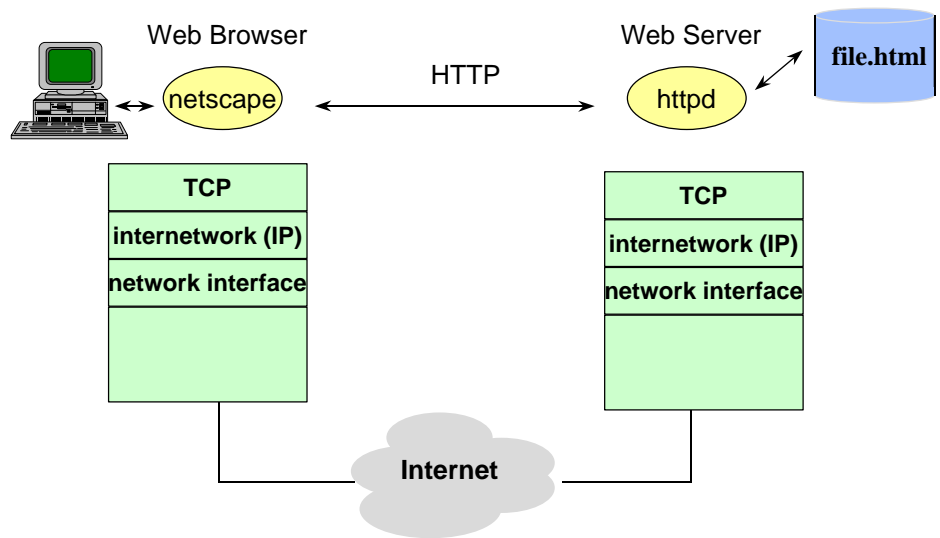 Web Browser
Web Server
file.html
HTTP
netscape
httpd
TCP
internetwork (IP)
network interface
TCP
internetwork (IP)
network interface
Internet